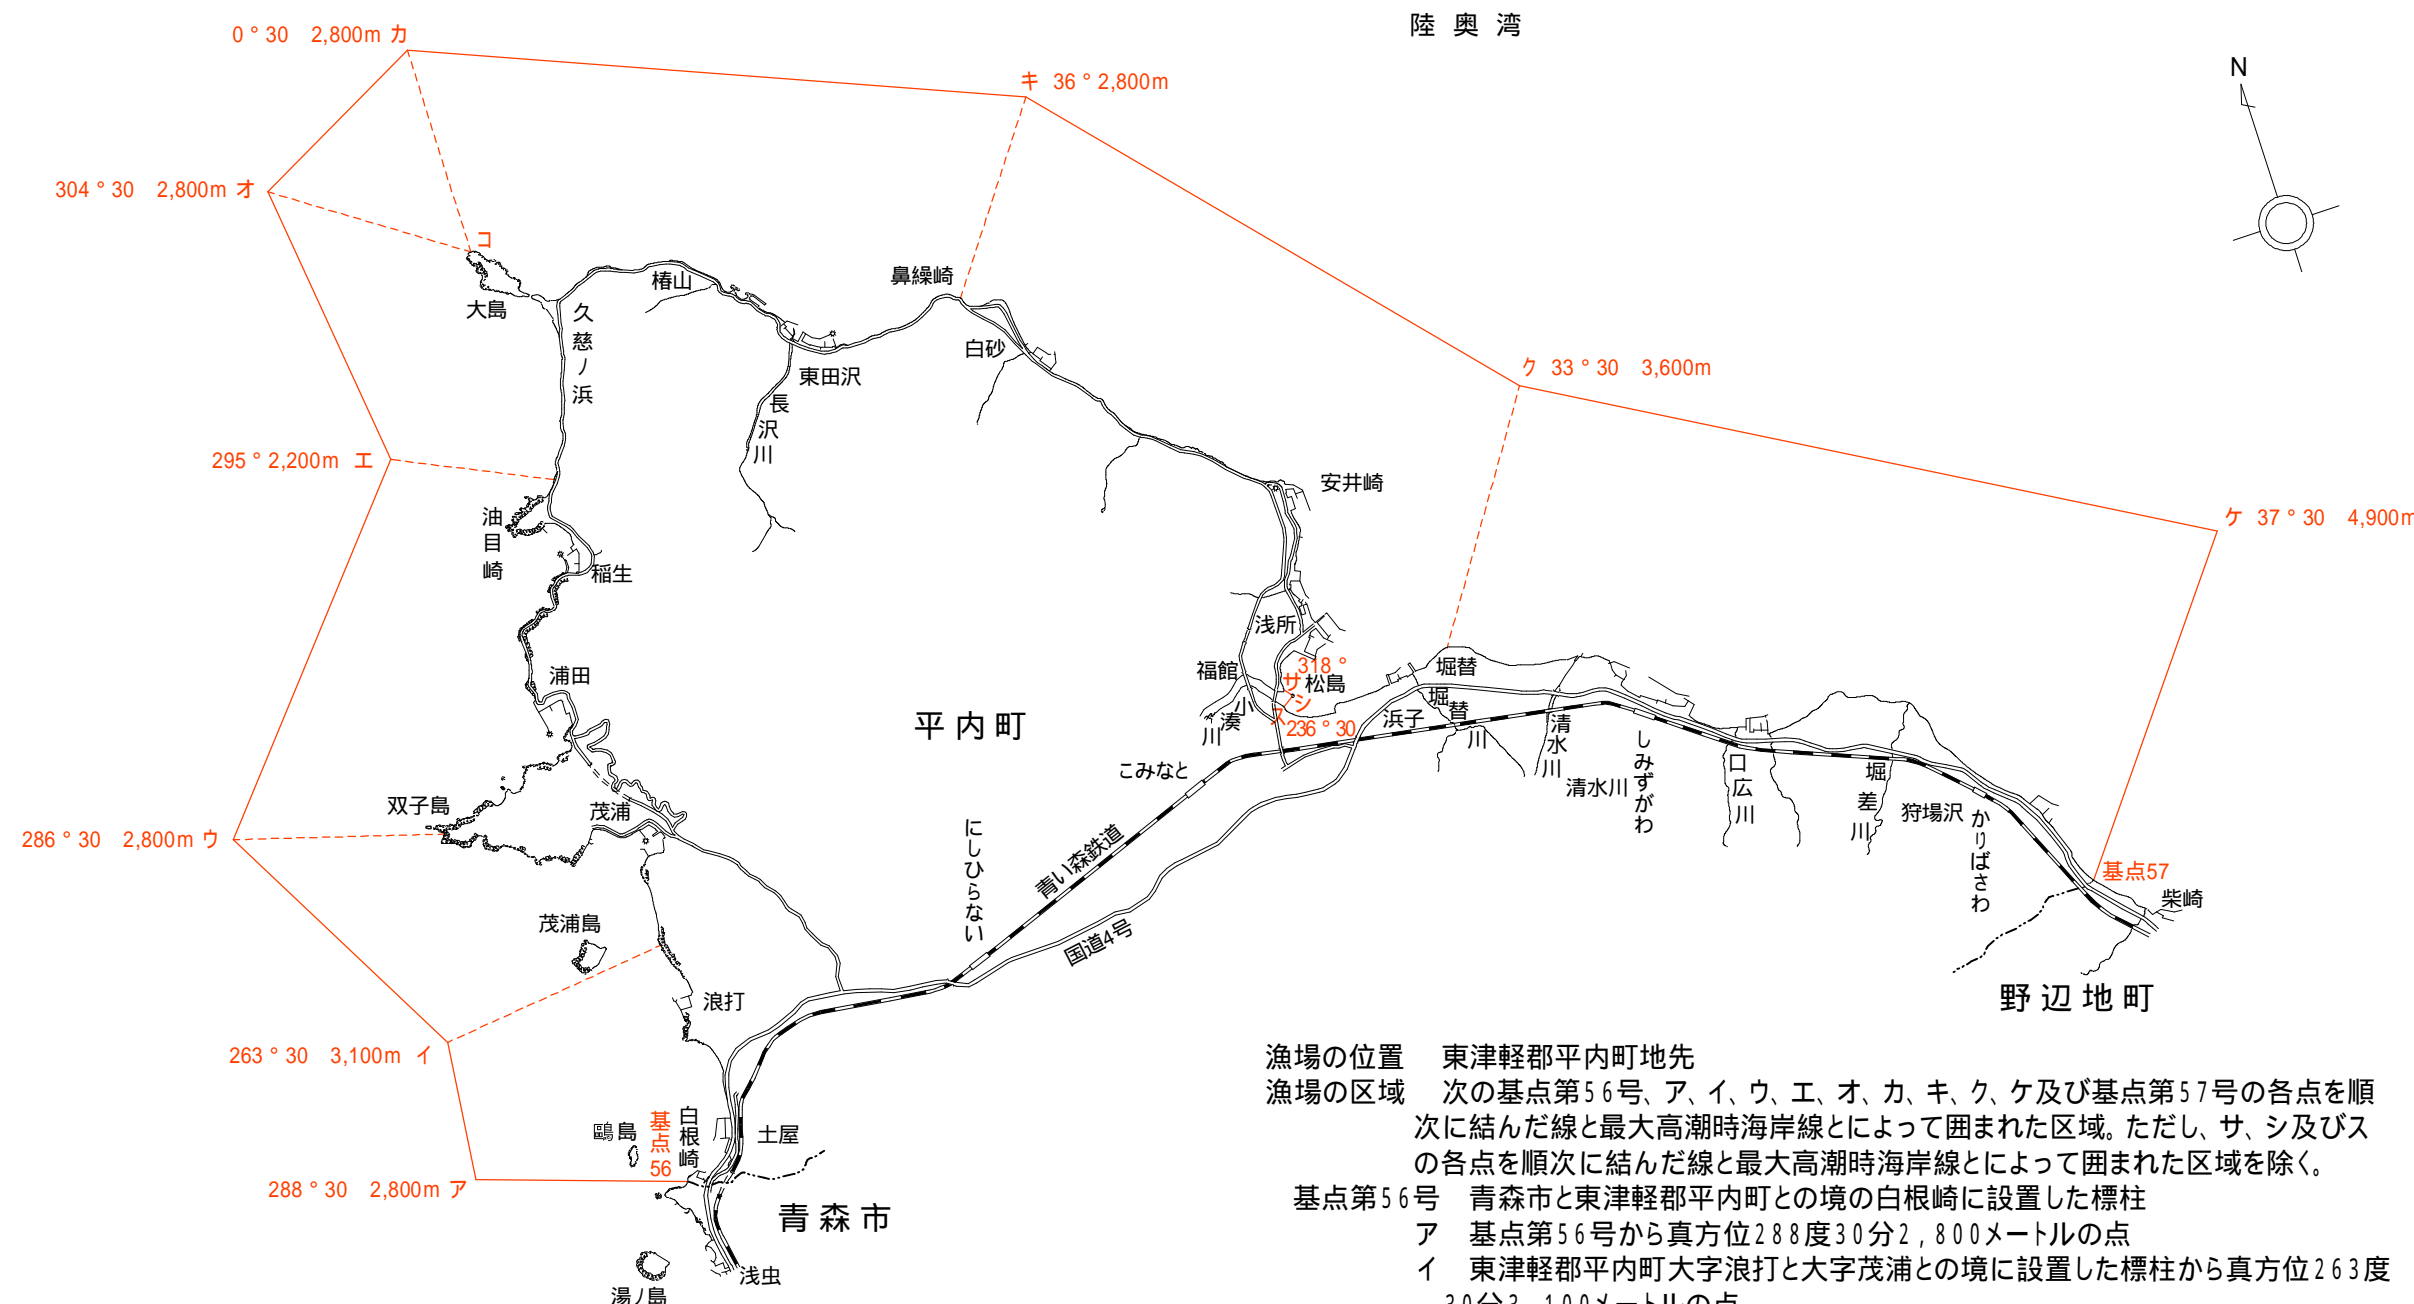 陸奥湾
N
0°30 2,800m カ
キ 36°2,800m
304°30 2,800m オ
コ
大島
久慈ノ浜
椿山
鼻繰崎
白砂
東田沢
長沢川
ク 33°30 3,600m
295°2,200m エ
油目崎
稲生
安井崎
ケ 37°30 4,900m
浅所
福館
318°
サ
松島
シ
ス
236°30
小湊川
堀替
堀替川
浜子
清水川
清水川
しみずがわ
口広川
堀差川
狩場沢
かりばさわ
基点57
柴崎
浦田
平内町
こみなと
にしひらない
青い森鉄道
国道4号
双子島
茂浦
286°30 2,800m ウ
茂浦島
浪打
263°30 3,100m イ
鷗島
基点56
白根崎
土屋
288°30 2,800m ア
青森市
浅虫
湯ノ島
野辺地町
漁場の位置 東津軽郡平内町地先
漁場の区域 次の基点第56号、ア、イ、ウ、エ、オ、カ、キ、ク、ケ及び基点第57号の各点を順
次に結んだ線と最大高潮時海岸線とによって囲まれた区域。ただし、サ、シ及びス
の各点を順次に結んだ線と最大高潮時海岸線とによって囲まれた区域を除く。
基点第56号 青森市と東津軽郡平内町との境の白根崎に設置した標柱
ア 基点第56号から真方位288度30分2,800メートルの点
イ 東津軽郡平内町大字浪打と大字茂浦との境に設置した標柱から真方位263度
30分3,100メートルの点